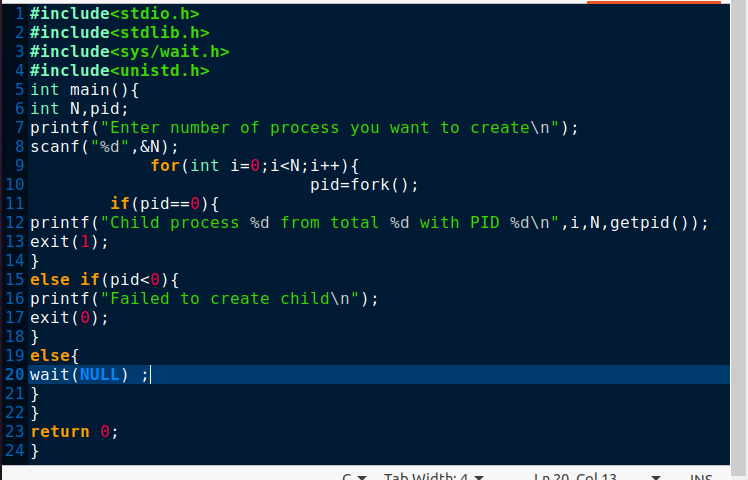 1 #include<stdio.h>
2 #include<stdlib.h>
3 #include<sys/wait.h>
4 #include<unistd.h>
5 int main(){
6 int N,pid;
7 printf("Enter number of process you want to create\n");
8 scanf("%d",&N);
9 for(int i=0;i<N;i++){
10 pid=fork();
11 if(pid==0){
12 printf("Child process %d from total %d with PID %d\n",i,N,getpid());
13 exit(1);
14 }
15 else if(pid<0){
16 printf("Failed to create child\n");
17 exit(0);
18 }
19 else{
20 wait(NULL) ;
21 }
22 }
23 return 0;
24 }
C Tab Width: 4 Ln 20, Col 13 INS